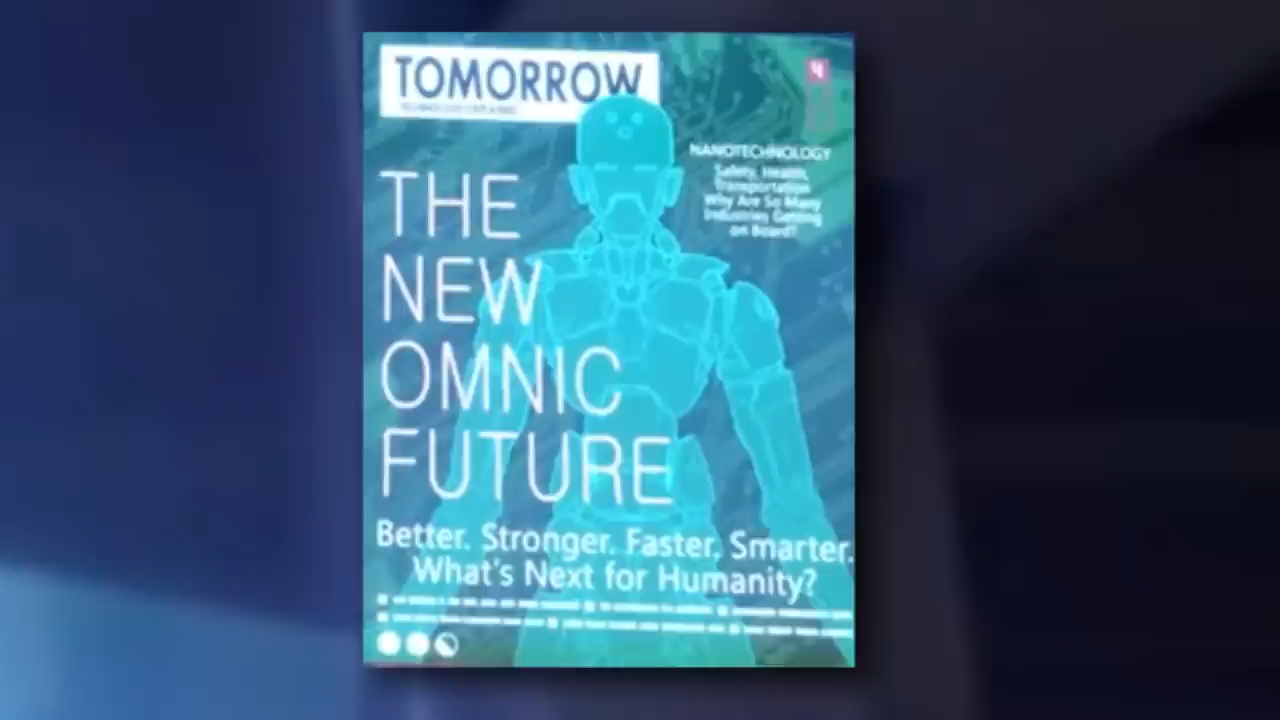 TOMORROW
NANOTECHNOLOGY
Safety, Health,
Transportation
Why Are So Many
Industries Getting
on Board?
THE
NEW
OMNIC
FUTURE
Better. Stronger. Faster. Smarter.
What's Next for Humanity?